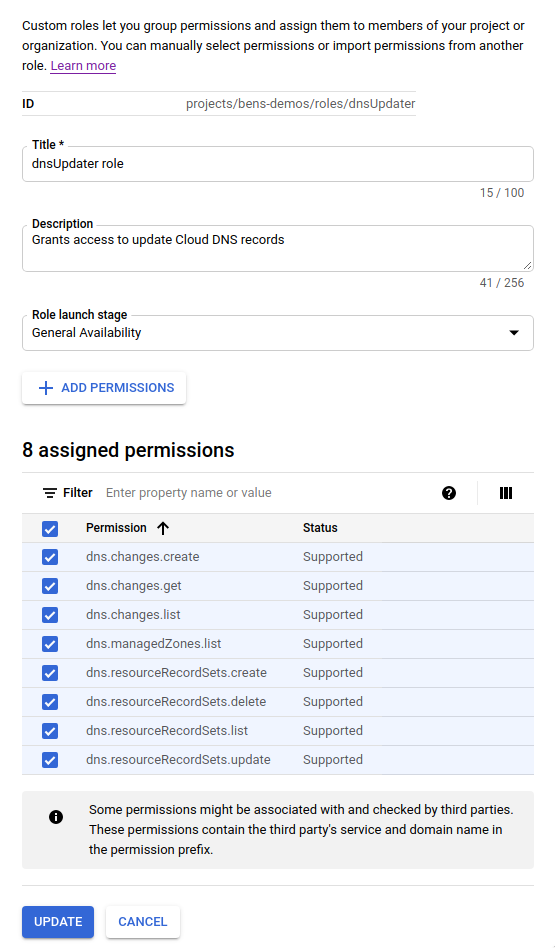 Custom roles let you group permissions and assign them to members of your project or
organization. You can manually select permissions or import permissions from another
role. Learn more
ID projects/bens-demos/roles/dnsUpdater
Title *
dnsUpdater role
15 / 100
Description
Grants access to update Cloud DNS records
41 / 256
Role launch stage
General Availability
ADD PERMISSIONS
8 assigned permissions
Filter Enter property name or value
Permission Status
dns.changes.create Supported
dns.changes.get Supported
dns.changes.list Supported
dns.managedZones.list Supported
dns.resourceRecordSets.create Supported
dns.resourceRecordSets.delete Supported
dns.resourceRecordSets.list Supported
dns.resourceRecordSets.update Supported
Some permissions might be associated with and checked by third parties.
These permissions contain the third party's service and domain name in
the permission prefix.
UPDATE CANCEL